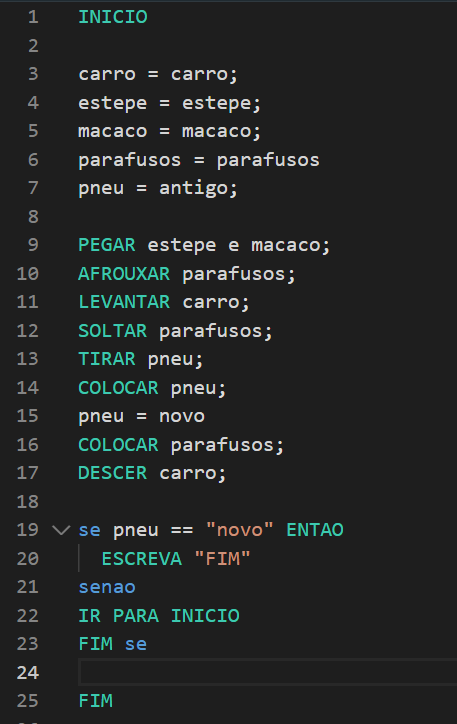 1 INICIO
2
3 carro = carro;
4 estepe = estepe;
5 macaco = macaco;
6 parafusos = parafusos
7 pneu = antigo;
8
9 PEGAR estepe e macaco;
10 AFROUXAR parafusos;
11 LEVANTAR carro;
12 SOLTAR parafusos;
13 TIRAR pneu;
14 COLOCAR pneu;
15 pneu = novo
16 COLOCAR parafusos;
17 DESCER carro;
18
19 se pneu == "novo" ENTAO
20 ESCREVA "FIM"
21 senao
22 IR PARA INICIO
23 FIM se
24
25 FIM